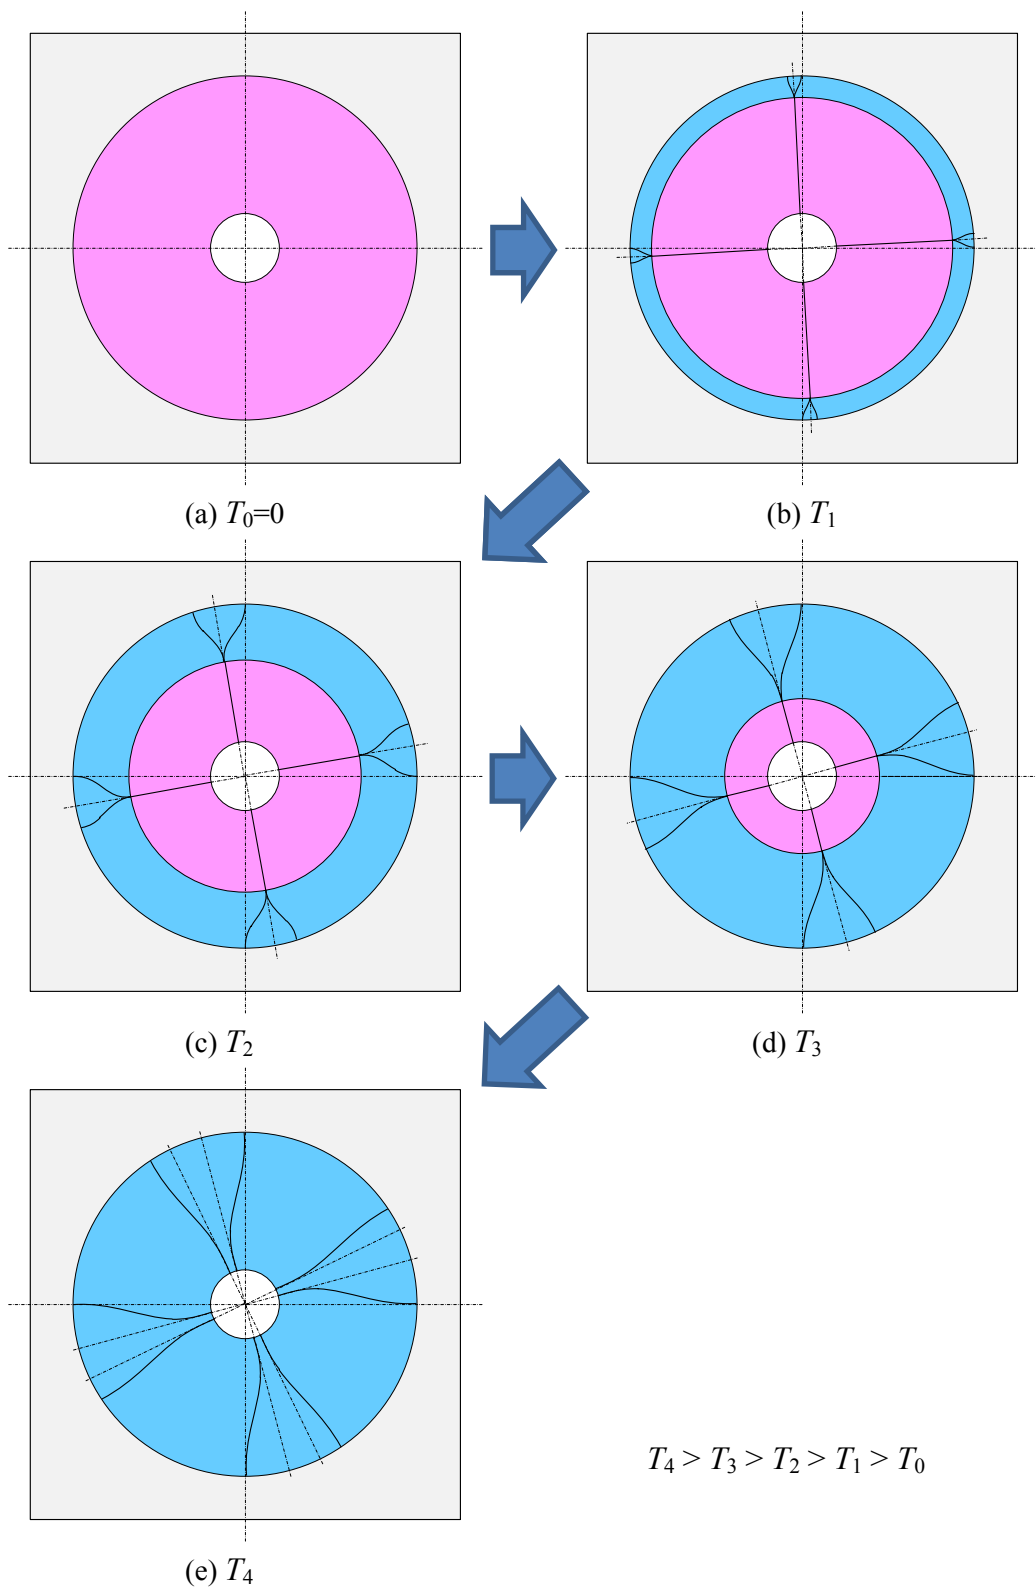 (a) T₀=0
(b) T₁
(c) T₂
(d) T₃
T₄ > T₃ > T₂ > T₁ > T₀
(e) T₄